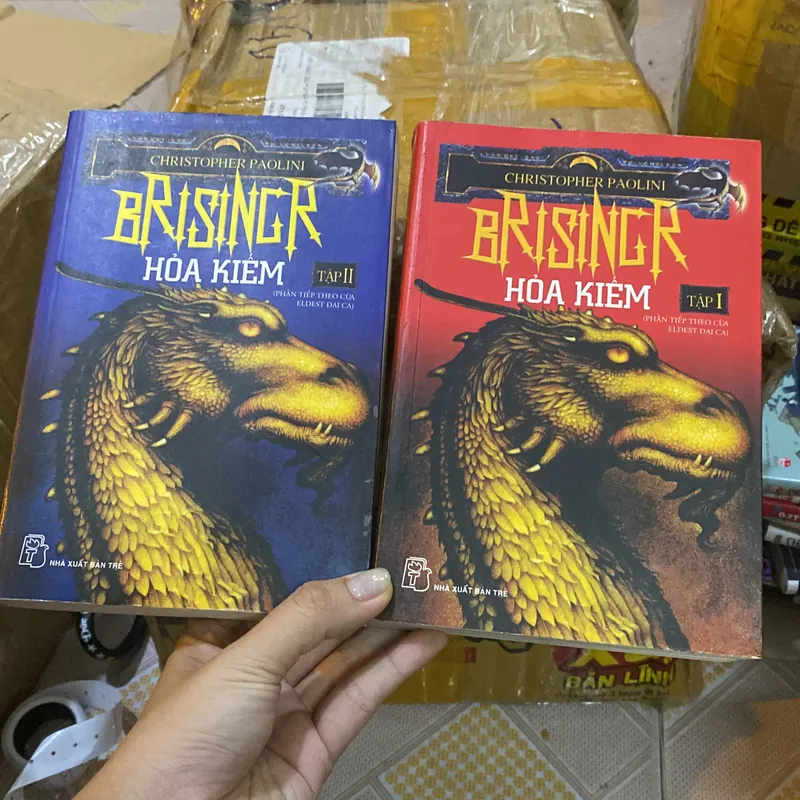 CHRISTOPHER PAOLINI
BRISINGR
HỎA KIẾM
TẬP II
(PHẦN TIẾP THEO CỦA
ELDEST ĐẠI CA)
NHÀ XUẤT BẢN TRẺ
CHRISTOPHER PAOLINI
BRISINGR
HỎA KIẾM
TẬP I
(PHẦN TIẾP THEO CỦA
ELDEST ĐẠI CA)
NHÀ XUẤT BẢN TRẺ
BẢN LĨNH